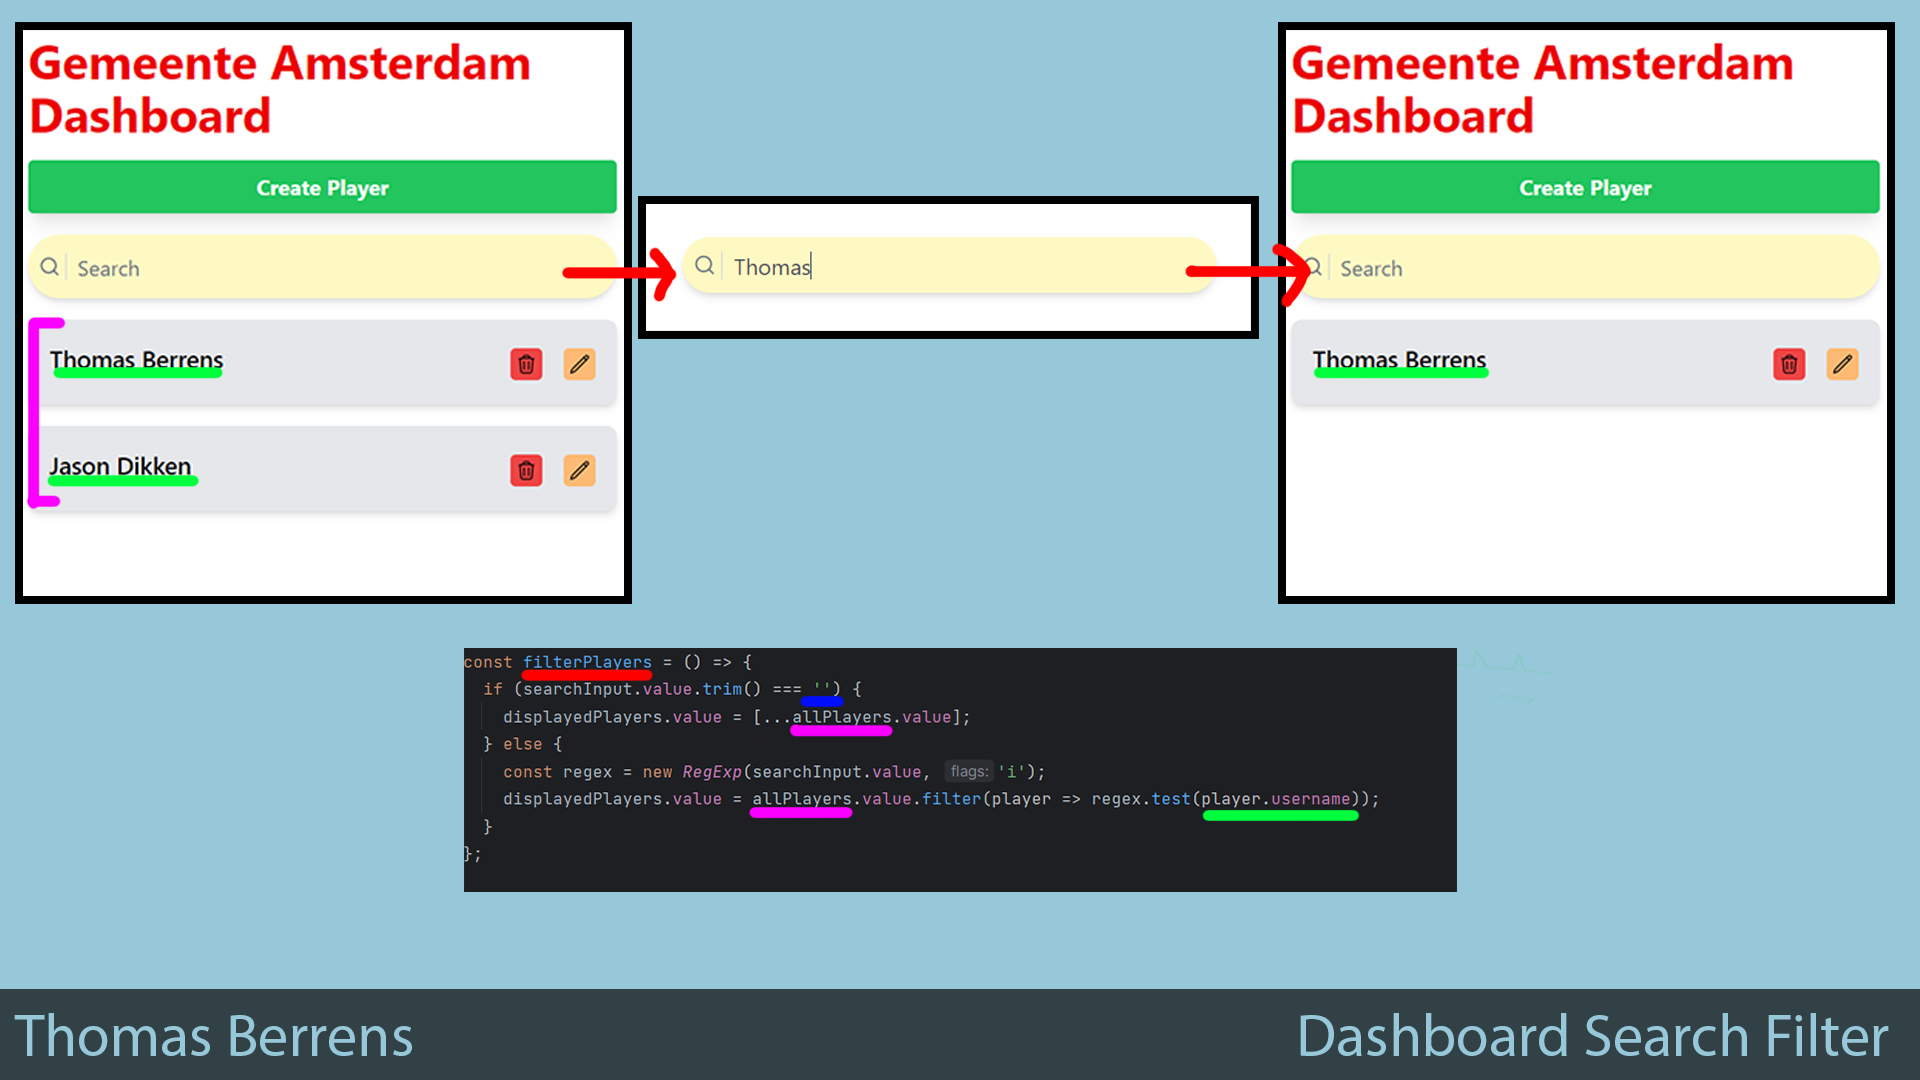 Gemeente Amsterdam
Dashboard
Create Player
Search
Thomas Berrens
Jason Dikken
Thomas
Gemeente Amsterdam
Dashboard
Create Player
Search
Thomas Berrens
const filterPlayers = () => {
if (searchInput.value.trim() === '') {
displayedPlayers.value = [...allPlayers.value];
} else {
const regex = new RegExp(searchInput.value, flags: 'i');
displayedPlayers.value = allPlayers.value.filter(player => regex.test(player.username));
}
};
Thomas Berrens
Dashboard Search Filter